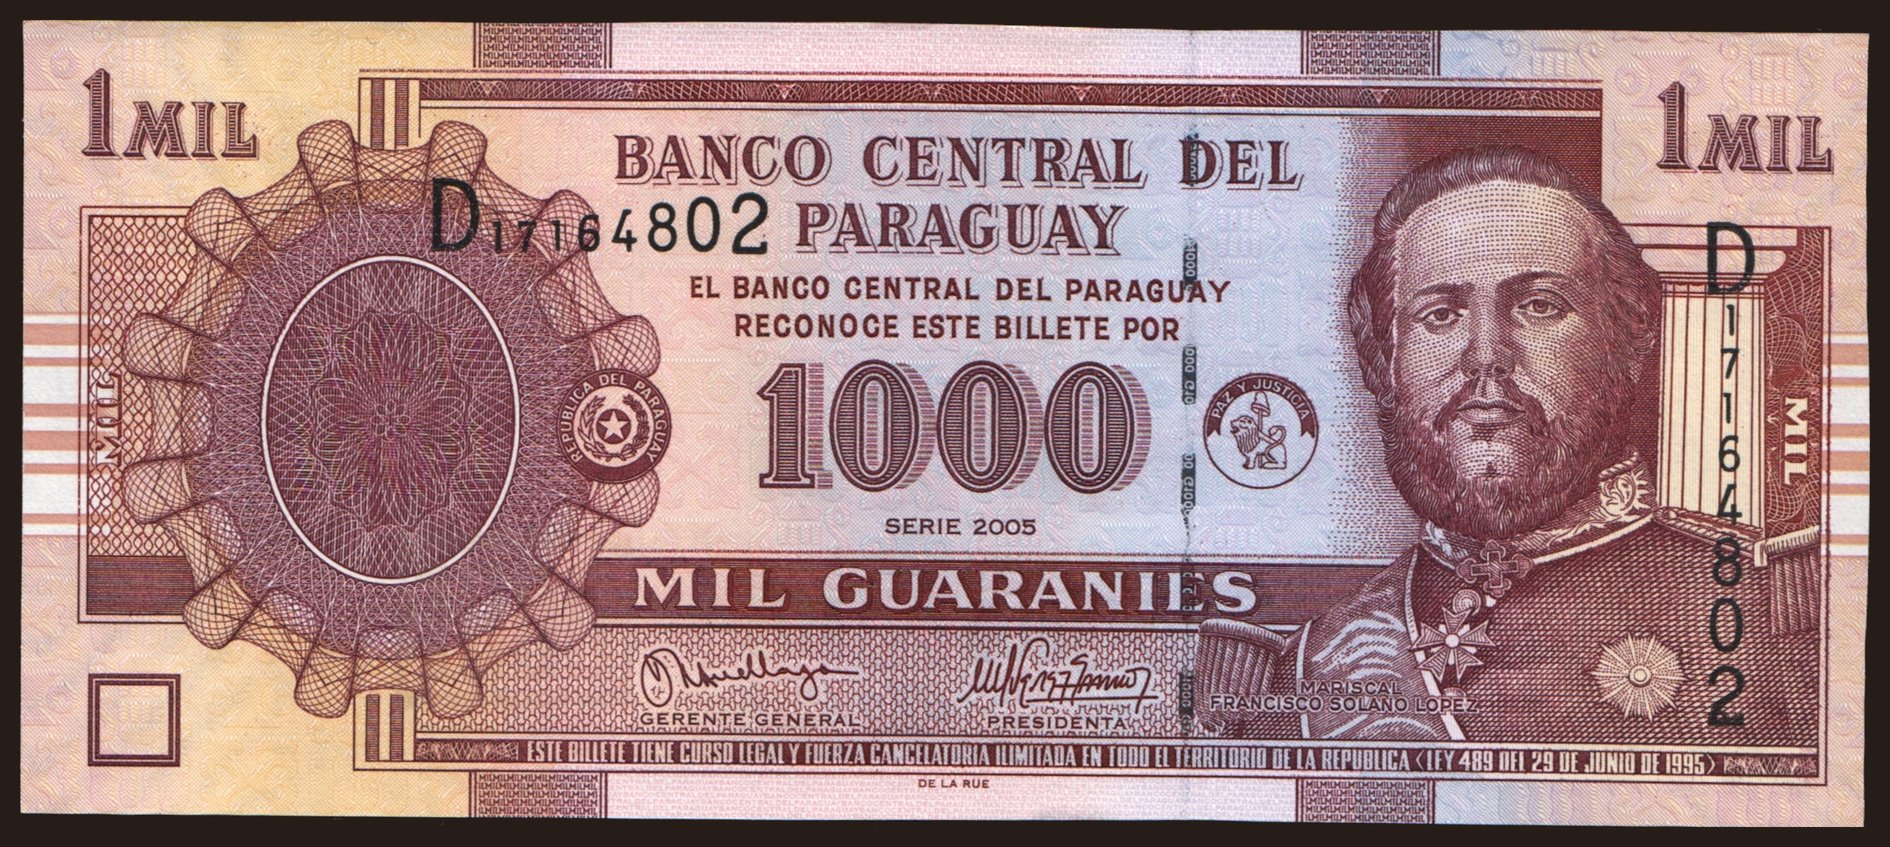 1 MIL
1 MIL
BANCO CENTRAL DEL
PARAGUAY
D17164802
EL BANCO CENTRAL DEL PARAGUAY
RECONOCE ESTE BILLETE POR
1000
REPUBLICA DEL PARAGUAY
PAZ Y JUSTICIA
MIL
MIL
D17164802
SERIE 2005
MIL GUARANIES
GERENTE GENERAL
PRESIDENTA
MARISCAL
FRANCISCO SOLANO LOPEZ
ESTE BILLETE TIENE CURSO LEGAL Y FUERZA CANCELATORIA ILIMITADA EN TODO EL TERRITORIO DE LA REPUBLICA (LEY 489 DEL 29 DE JUNIO DE 1995)
DE LA RUE